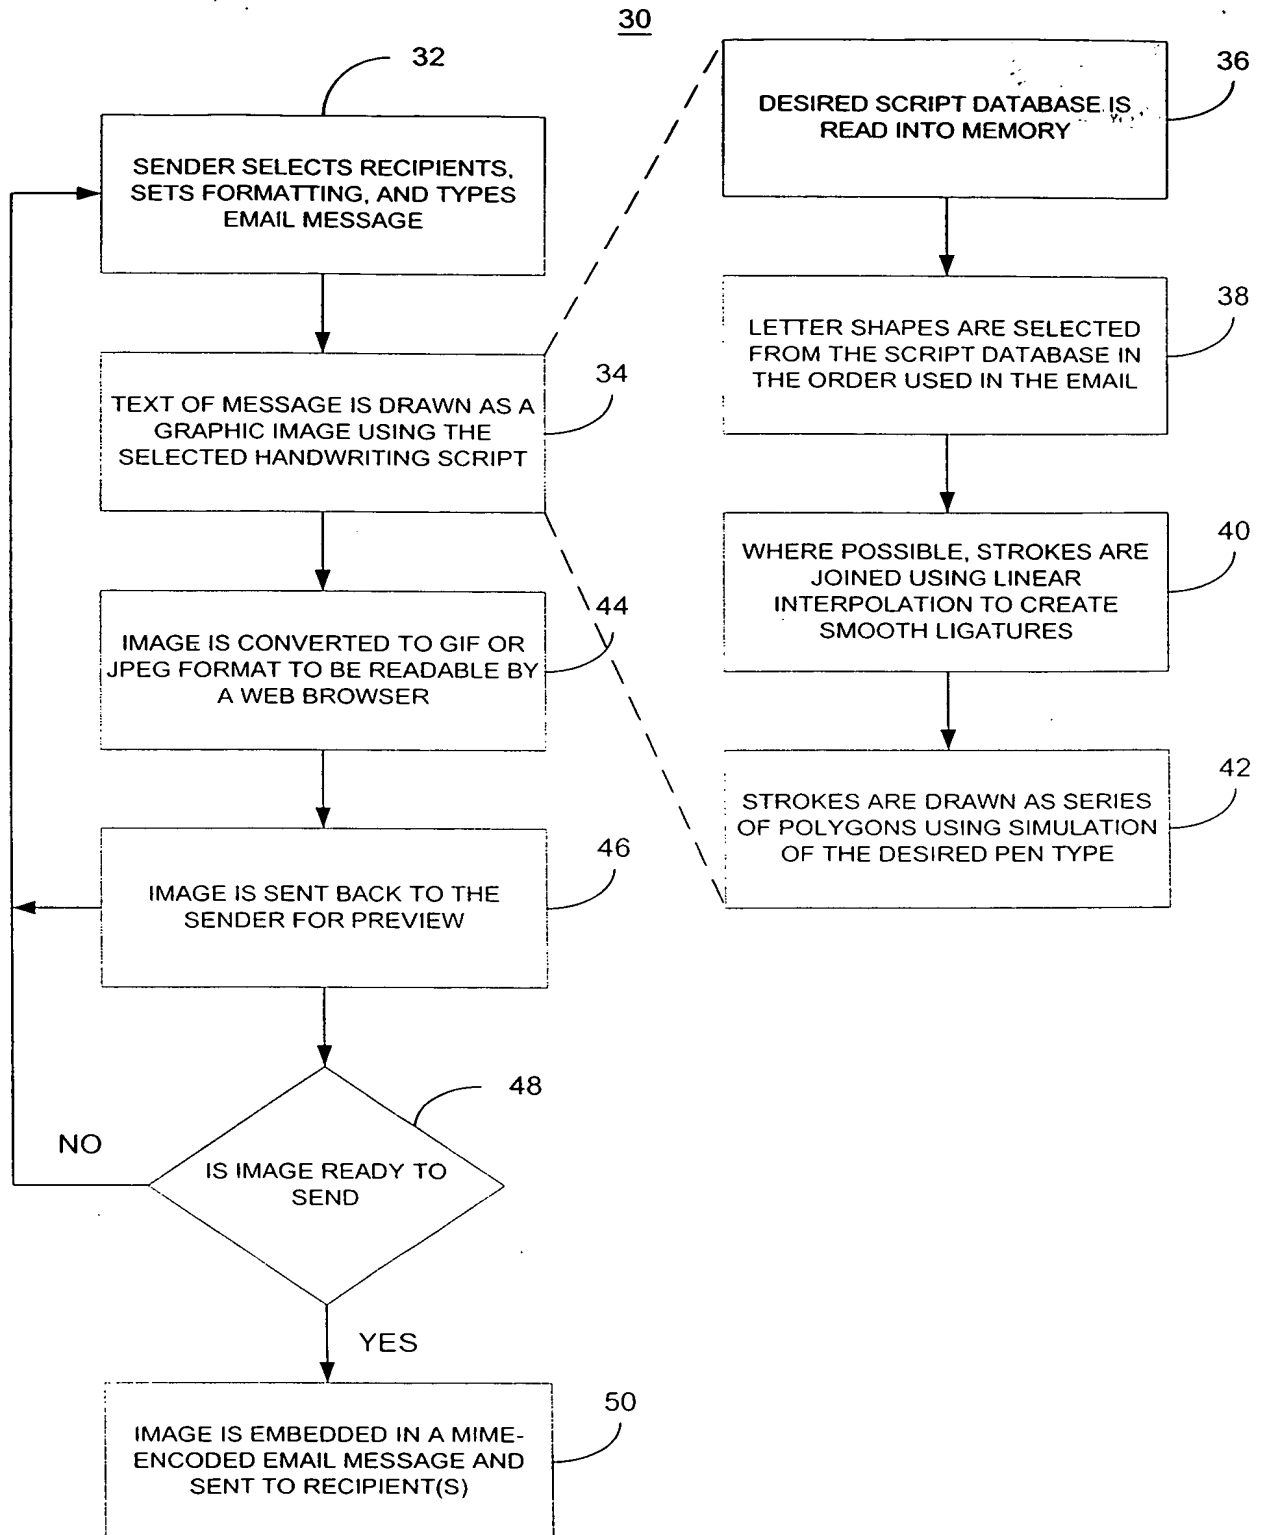 30
32
SENDER SELECTS RECIPIENTS,
SETS FORMATTING, AND TYPES
EMAIL MESSAGE
34
TEXT OF MESSAGE IS DRAWN AS A
GRAPHIC IMAGE USING THE
SELECTED HANDWRITING SCRIPT
44
IMAGE IS CONVERTED TO GIF OR
JPEG FORMAT TO BE READABLE BY
A WEB BROWSER
46
IMAGE IS SENT BACK TO THE
SENDER FOR PREVIEW
48
NO
IS IMAGE READY TO
SEND
YES
50
IMAGE IS EMBEDDED IN A MIME-
ENCODED EMAIL MESSAGE AND
SENT TO RECIPIENT(S)
36
DESIRED SCRIPT DATABASE IS
READ INTO MEMORY
38
LETTER SHAPES ARE SELECTED
FROM THE SCRIPT DATABASE IN
THE ORDER USED IN THE EMAIL
40
WHERE POSSIBLE, STROKES ARE
JOINED USING LINEAR
INTERPOLATION TO CREATE
SMOOTH LIGATURES
42
STROKES ARE DRAWN AS SERIES
OF POLYGONS USING SIMULATION
OF THE DESIRED PEN TYPE